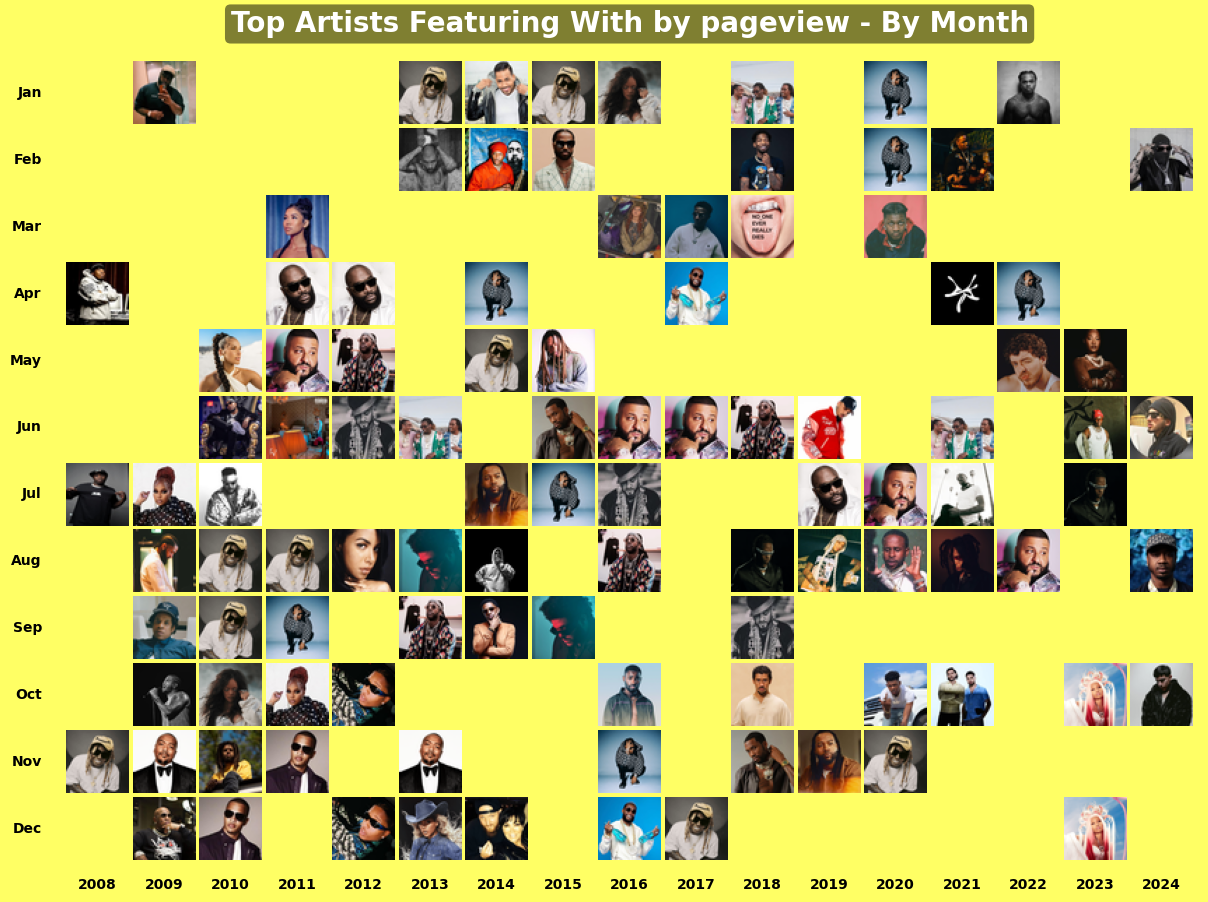 Top Artists Featuring With by pageview - By Month
Jan
Feb
Mar
NO_ONE
EVER
REALLY
DIES
Apr
May
Jun
Jul
Aug
Sep
Oct
Nov
Dec
2008 2009 2010 2011 2012 2013 2014 2015 2016 2017 2018 2019 2020 2021 2022 2023 2024